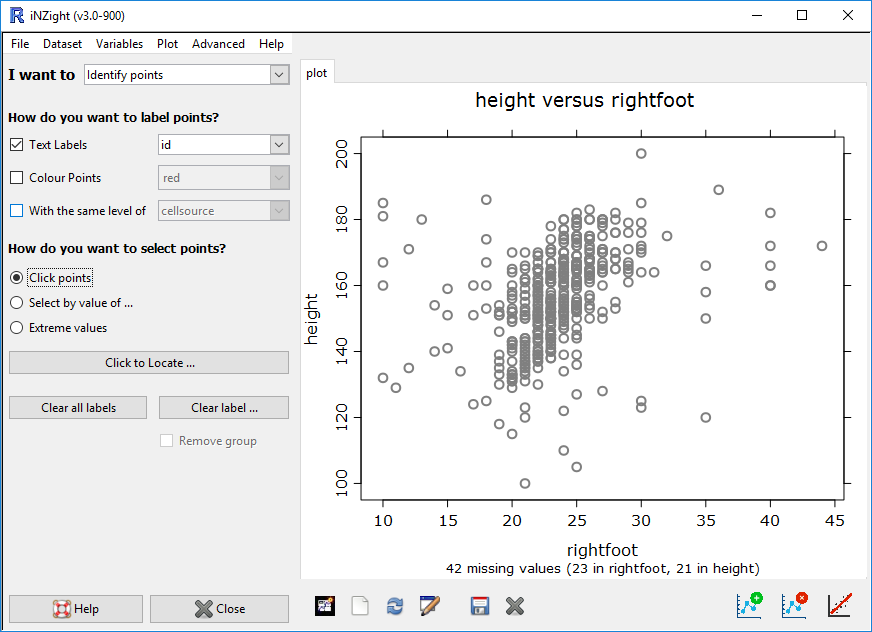 iNZight (v3.0-900)
File Dataset Variables Plot Advanced Help
I want to Identify points
How do you want to label points?
Text Labels id
Colour Points red
With the same level of cellsource
How do you want to select points?
Click points
Select by value of ...
Extreme values
Click to Locate ...
Clear all labels Clear label ...
Remove group
Help Close
plot
height versus rightfoot
200
180
160
140
120
100
height
10 15 20 25 30 35 40 45
rightfoot
42 missing values (23 in rightfoot, 21 in height)